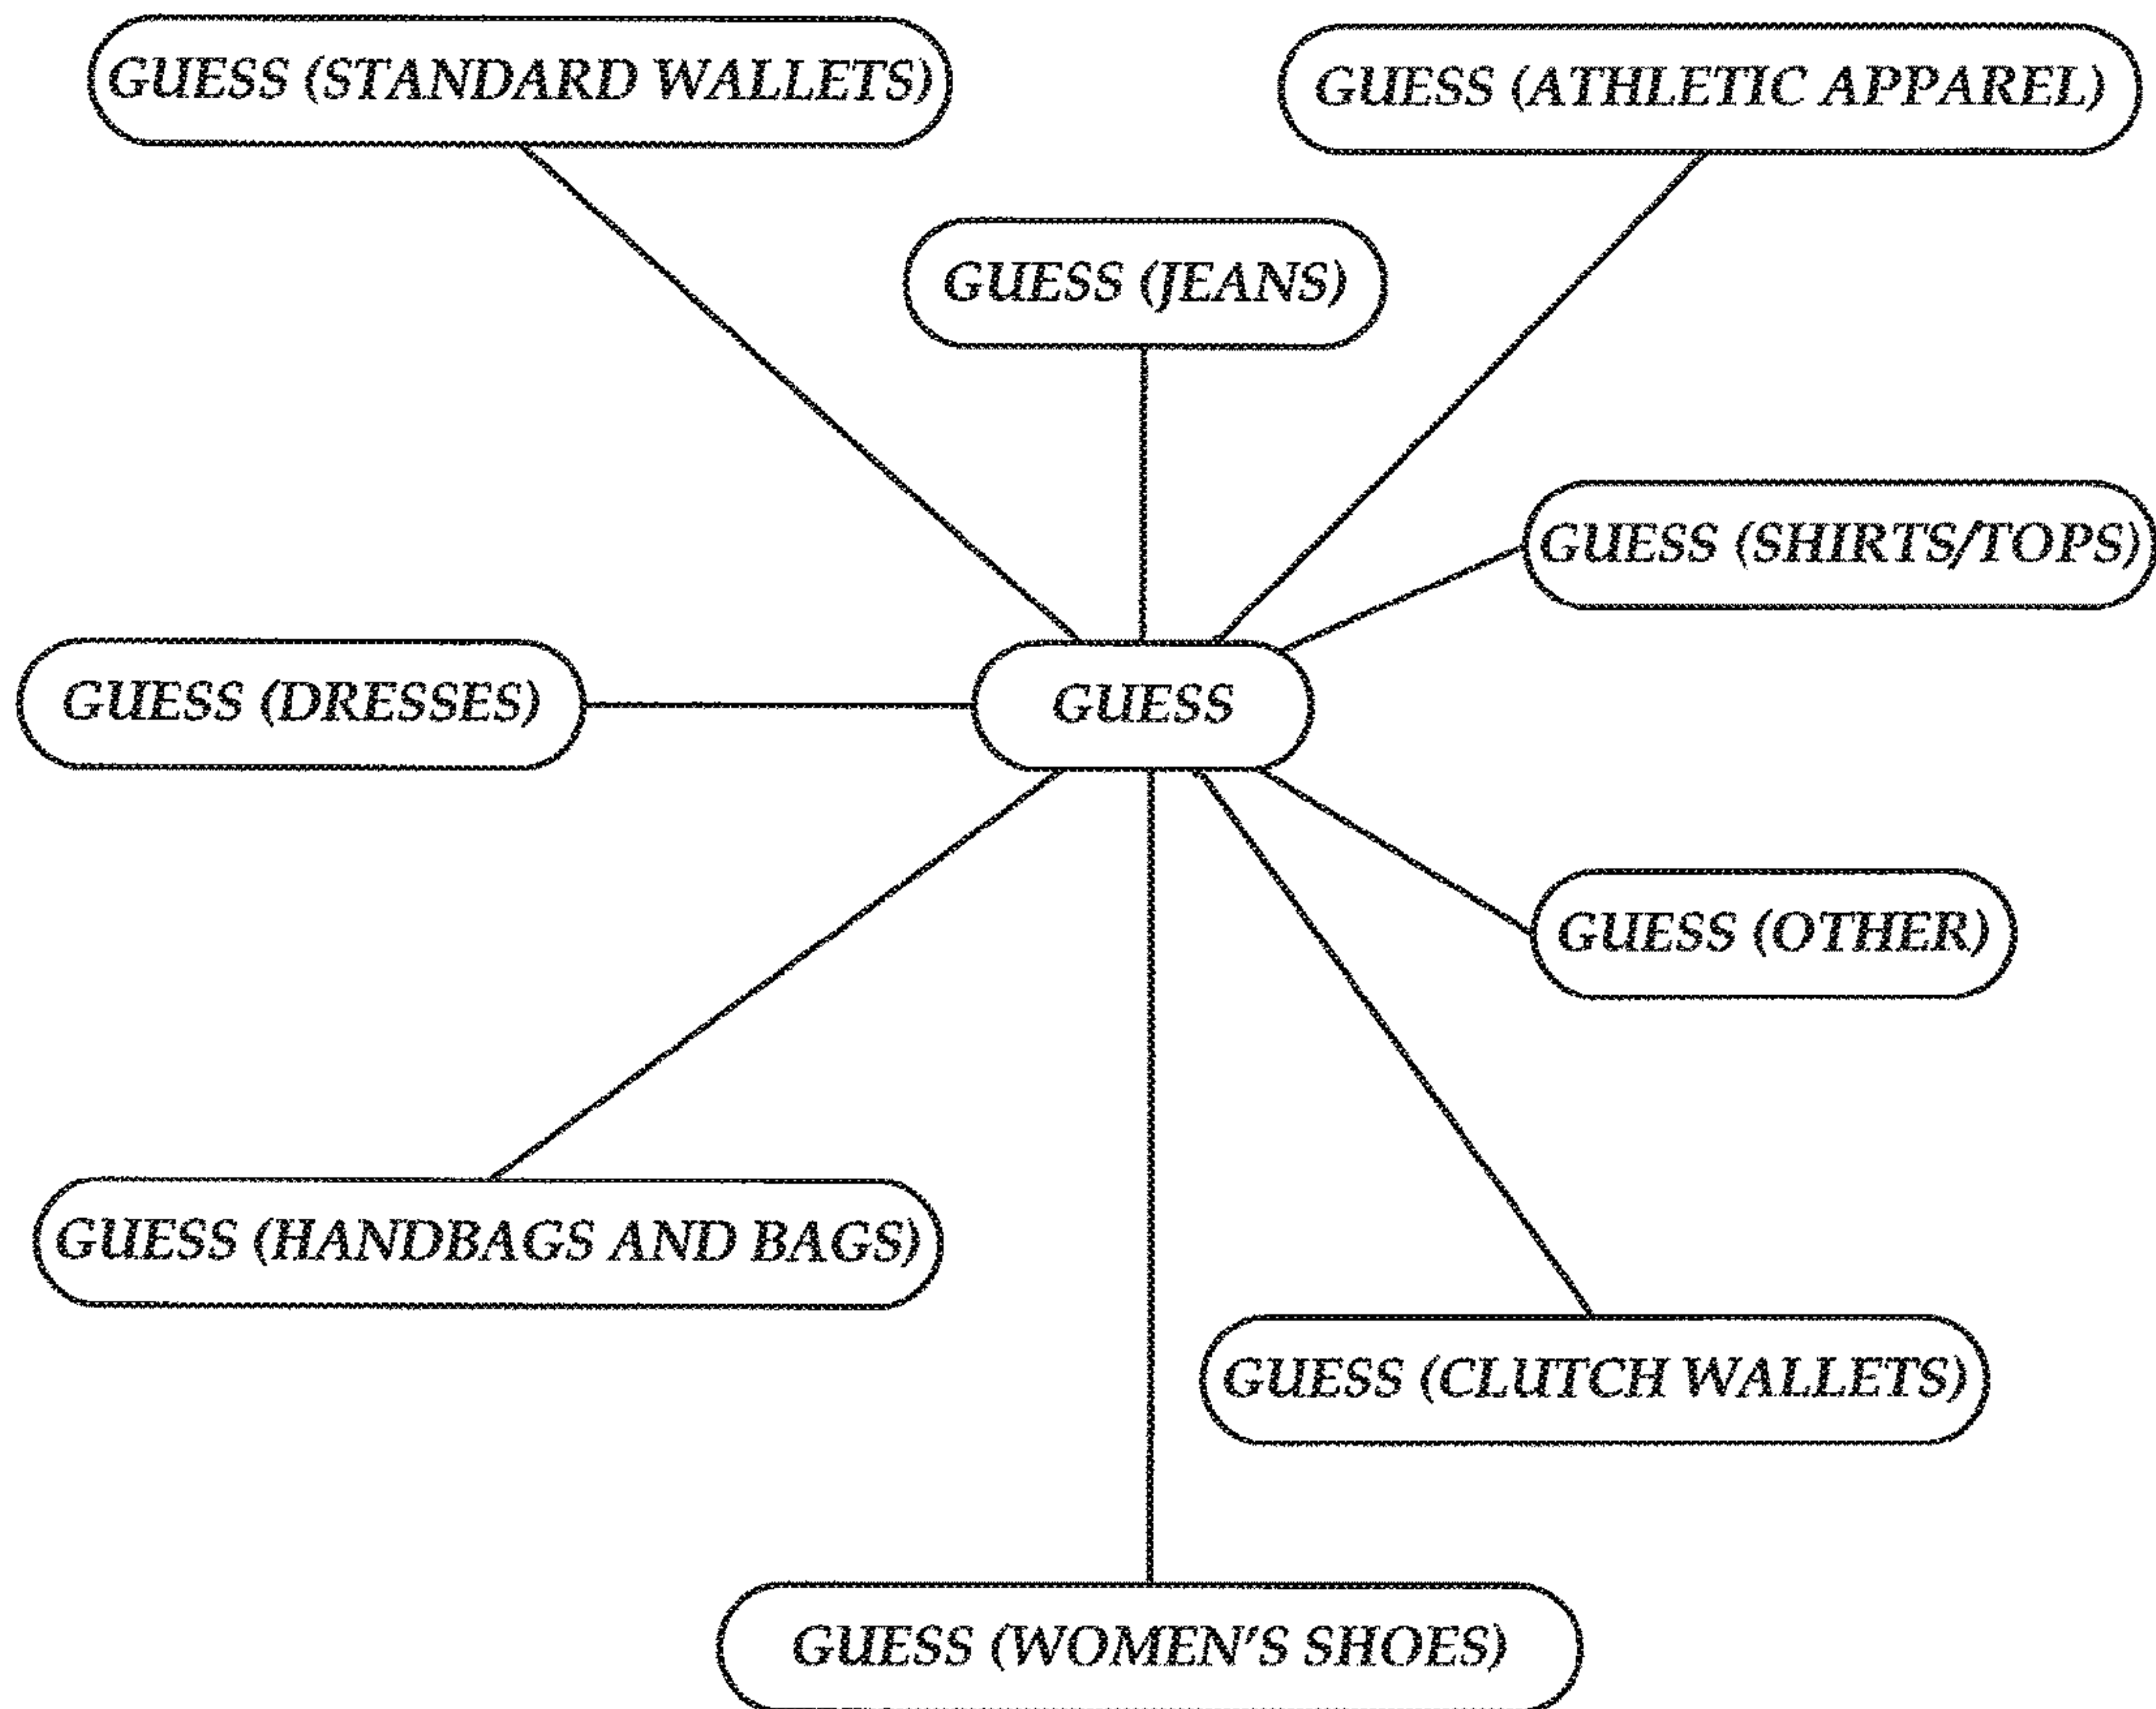 GUESS (STANDARD WALLETS)
GUESS (ATHLETIC APPAREL)
GUESS (JEANS)
GUESS (SHIRTS/TOPS)
GUESS (DRESSES)
GUESS
GUESS (OTHER)
GUESS (HANDBAGS AND BAGS)
GUESS (CLUTCH WALLETS)
GUESS (WOMEN'S SHOES)